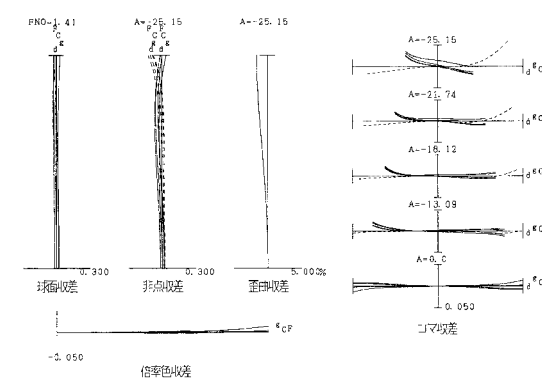 FNO=1.41
F
C g
d
0.300
球面収差
A=-25.15
F F
C C
g g
d d
0.300
非点収差
A=-25.15
5.000%
歪曲収差
-0.050
g C F
倍率色収差
A=-25.15
d g C
A=-21.74
d g C
A=-18.12
d g C
A=-13.09
d g C
A=0.0
d g C
0.050
コマ収差